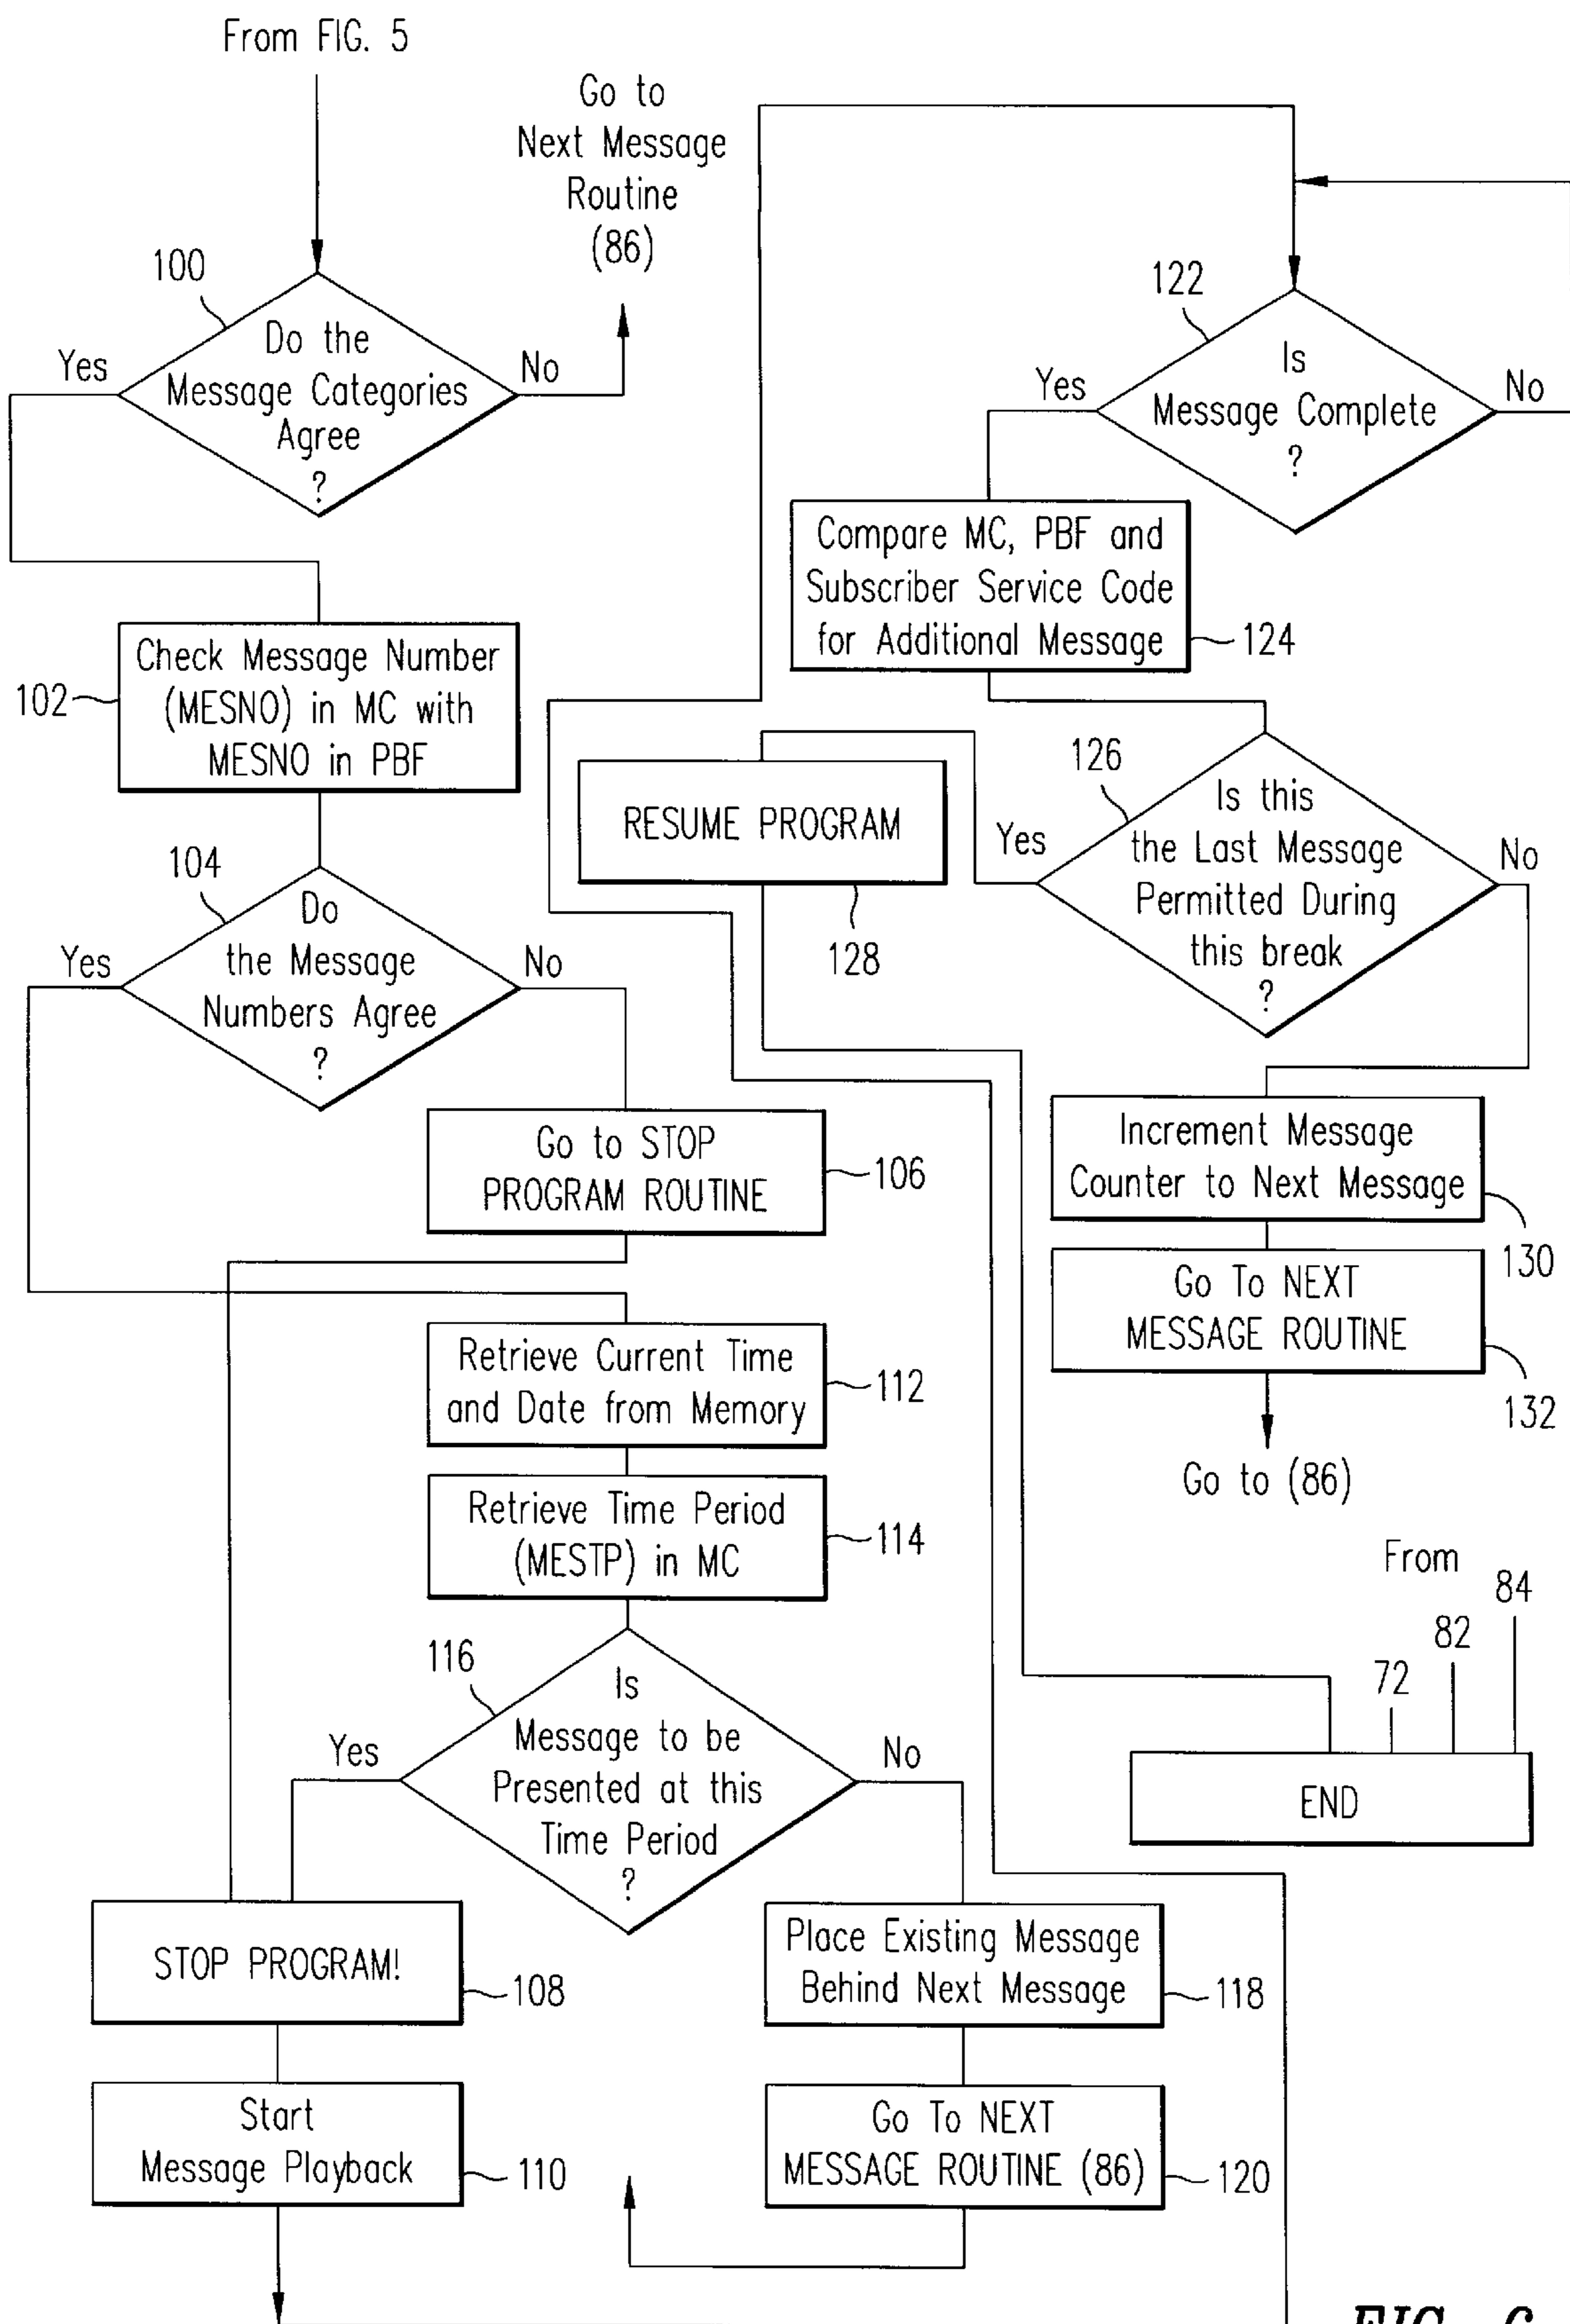 From FIG. 5
Go to
Next Message
Routine
(86)
100
Do the
Message Categories
Agree
?
Yes
No
102
Check Message Number
(MESNO) in MC with
MESNO in PBF
104
Do
the Message
Numbers Agree
?
Yes
No
Go to STOP
PROGRAM ROUTINE
106
Retrieve Current Time
and Date from Memory
112
Retrieve Time Period
(MESTP) in MC
114
116
Is
Message to be
Presented at this
Time Period
?
Yes
No
STOP PROGRAM!
108
Start
Message Playback
110
Place Existing Message
Behind Next Message
118
Go To NEXT
MESSAGE ROUTINE (86)
120
122
Is
Message Complete
?
Yes
No
Compare MC, PBF and
Subscriber Service Code
for Additional Message
124
126
Is this
the Last Message
Permitted During
this break
?
Yes
No
RESUME PROGRAM
128
Increment Message
Counter to Next Message
130
Go To NEXT
MESSAGE ROUTINE
132
Go to (86)
From
72
82
84
END
FIG. 6